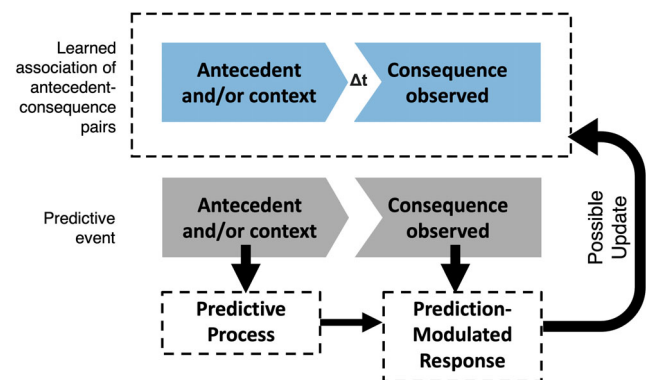 Learned
association of
antecedent-
consequence
pairs
Antecedent
and/or context
Δt
Consequence
observed
Predictive
event
Antecedent
and/or context
Consequence
observed
Predictive
Process
Prediction-
Modulated
Response
Possible
Update